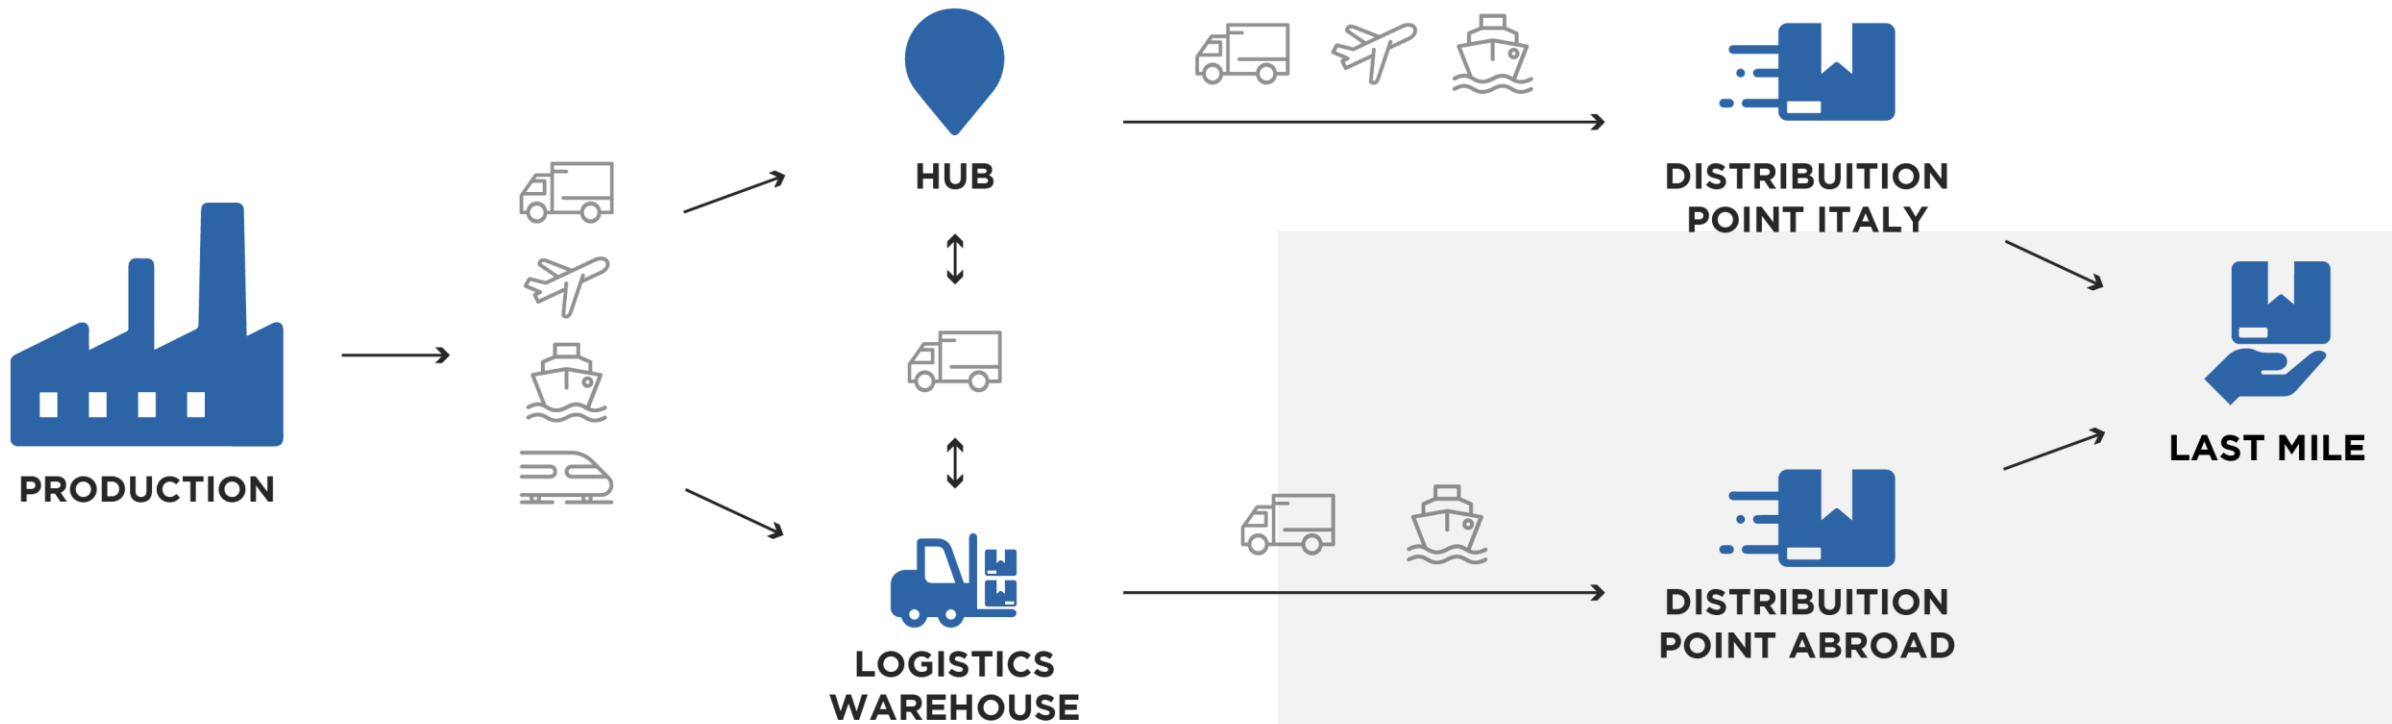 PRODUCTION
HUB
LOGISTICS
WAREHOUSE
DISTRIBUITION
POINT ITALY
DISTRIBUITION
POINT ABROAD
LAST MILE